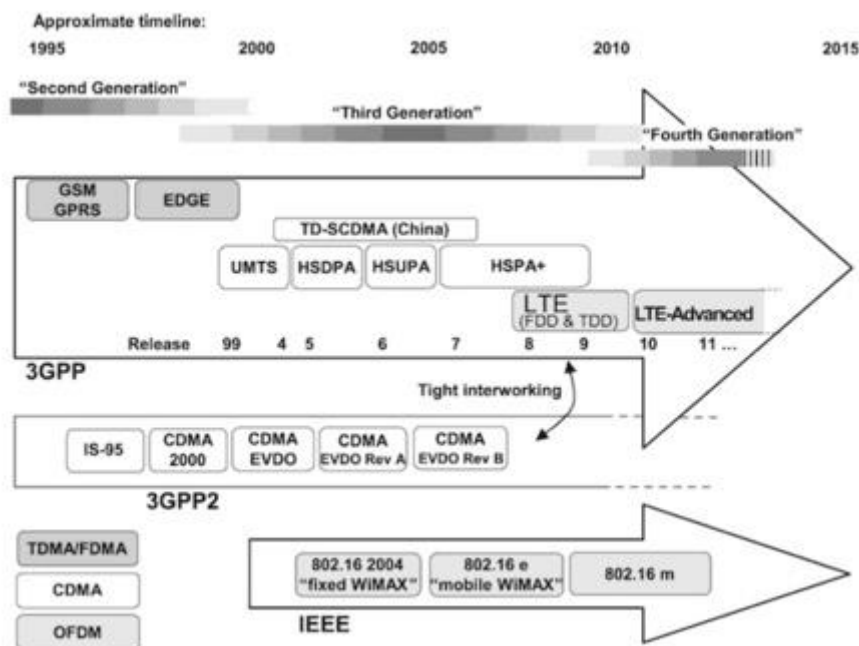 Approximate timeline:
1995 2000 2005 2010 2015
“Second Generation”
“Third Generation”
“Fourth Generation”
GSM
GPRS
EDGE
TD-SCDMA (China)
UMTS
HSDPA
HSUPA
HSPA+
LTE
(FDD & TDD)
LTE-Advanced
Release 99 4 5 6 7 8 9 10 11 ...
3GPP
Tight interworking
IS-95
CDMA
2000
CDMA
EVDO
CDMA
EVDO Rev A
CDMA
EVDO Rev B
3GPP2
TDMA/FDMA
CDMA
OFDM
802.16 2004
“fixed WiMAX”
802.16 e
“mobile WiMAX”
802.16 m
IEEE